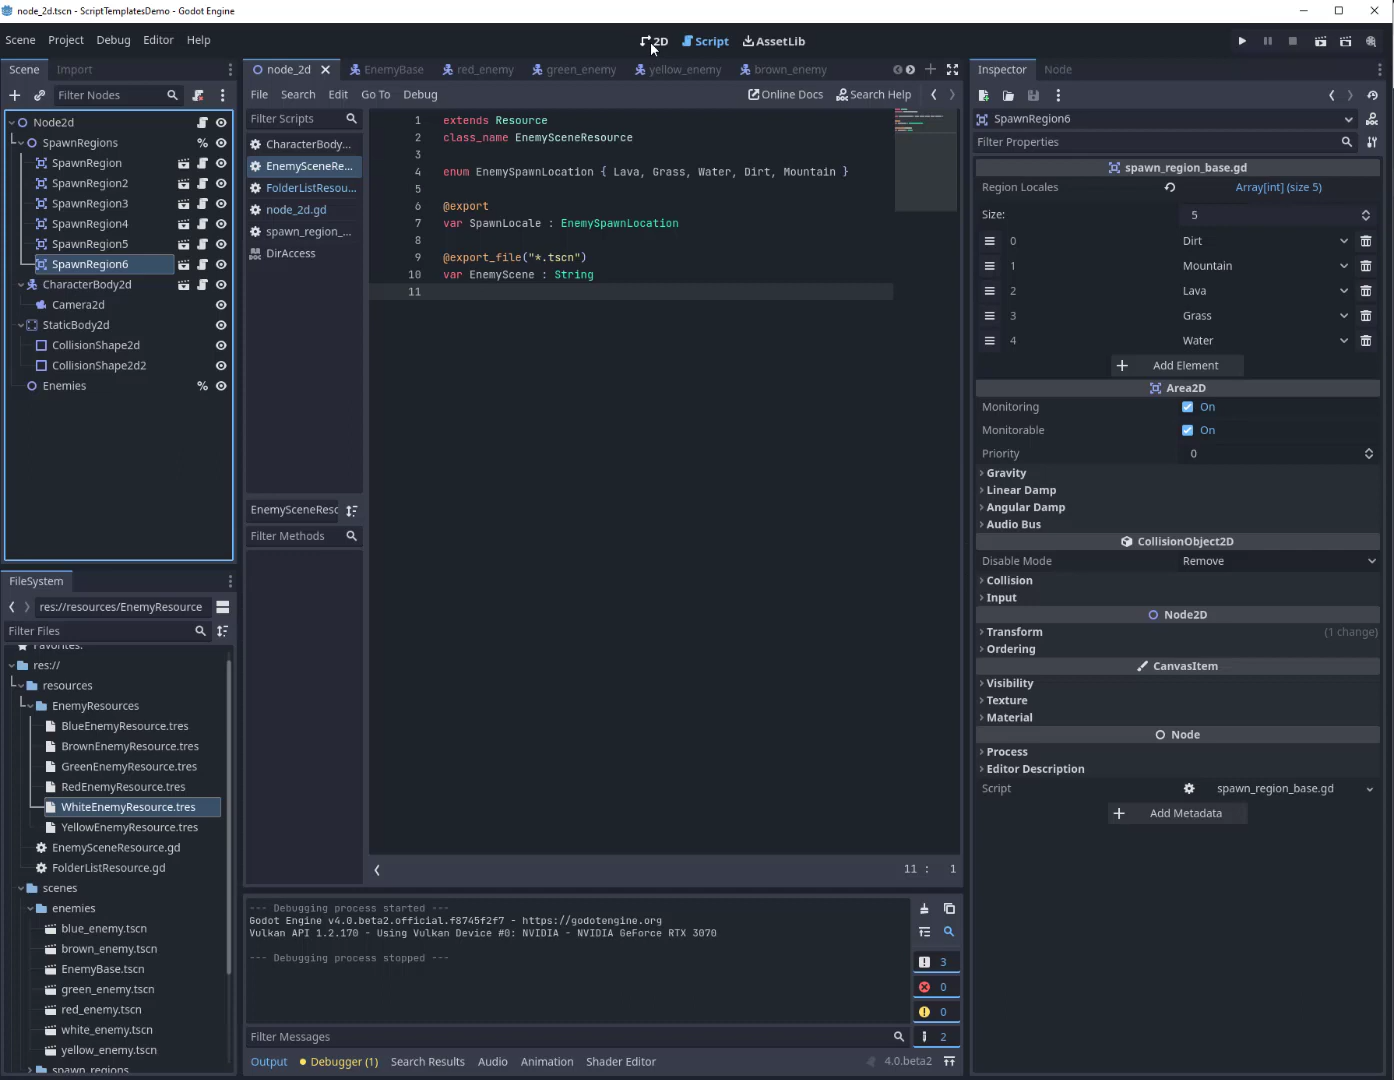 node_2d.tscn - ScriptTemplatesDemo - Godot Engine
Scene Project Debug Editor Help
2D Script AssetLib
Scene Import
Filter Nodes
Node2d
SpawnRegions %
SpawnRegion
SpawnRegion2
SpawnRegion3
SpawnRegion4
SpawnRegion5
SpawnRegion6
CharacterBody2d
Camera2d
StaticBody2d
CollisionShape2d
CollisionShape2d2
Enemies %
FileSystem
res://resources/EnemyResource
Filter Files
Favorites:
res://
resources
EnemyResources
BlueEnemyResource.tres
BrownEnemyResource.tres
GreenEnemyResource.tres
RedEnemyResource.tres
WhiteEnemyResource.tres
YellowEnemyResource.tres
EnemySceneResource.gd
FolderListResource.gd
scenes
enemies
blue_enemy.tscn
brown_enemy.tscn
EnemyBase.tscn
green_enemy.tscn
red_enemy.tscn
white_enemy.tscn
yellow_enemy.tscn
spawn_regions
node_2d EnemyBase red_enemy green_enemy yellow_enemy brown_enemy
File Search Edit Go To Debug Online Docs Search Help
Filter Scripts
CharacterBody...
EnemySceneRe...
FolderListResou...
node_2d.gd
spawn_region_...
DirAccess
EnemySceneResc
Filter Methods
1 extends Resource
2 class_name EnemySceneResource
3
4 enum EnemySpawnLocation { Lava, Grass, Water, Dirt, Mountain }
5
6 @export
7 var SpawnLocale : EnemySpawnLocation
8
9 @export_file("*.tscn")
10 var EnemyScene : String
11
11 : 1
--- Debugging process started ---
Godot Engine v4.0.beta2.official.f8745f2f7 - https://godotengine.org
Vulkan API 1.2.170 - Using Vulkan Device #0: NVIDIA - NVIDIA GeForce RTX 3070
--- Debugging process stopped ---
3
0
0
2
Filter Messages
Output Debugger (1) Search Results Audio Animation Shader Editor 4.0.beta2
Inspector Node
SpawnRegion6
Filter Properties
spawn_region_base.gd
Region Locales Array[int] (size 5)
Size: 5
0 Dirt
1 Mountain
2 Lava
3 Grass
4 Water
Add Element
Area2D
Monitoring On
Monitorable On
Priority 0
Gravity
Linear Damp
Angular Damp
Audio Bus
CollisionObject2D
Disable Mode Remove
Collision
Input
Node2D
Transform (1 change)
Ordering
CanvasItem
Visibility
Texture
Material
Node
Process
Editor Description
Script spawn_region_base.gd
Add Metadata